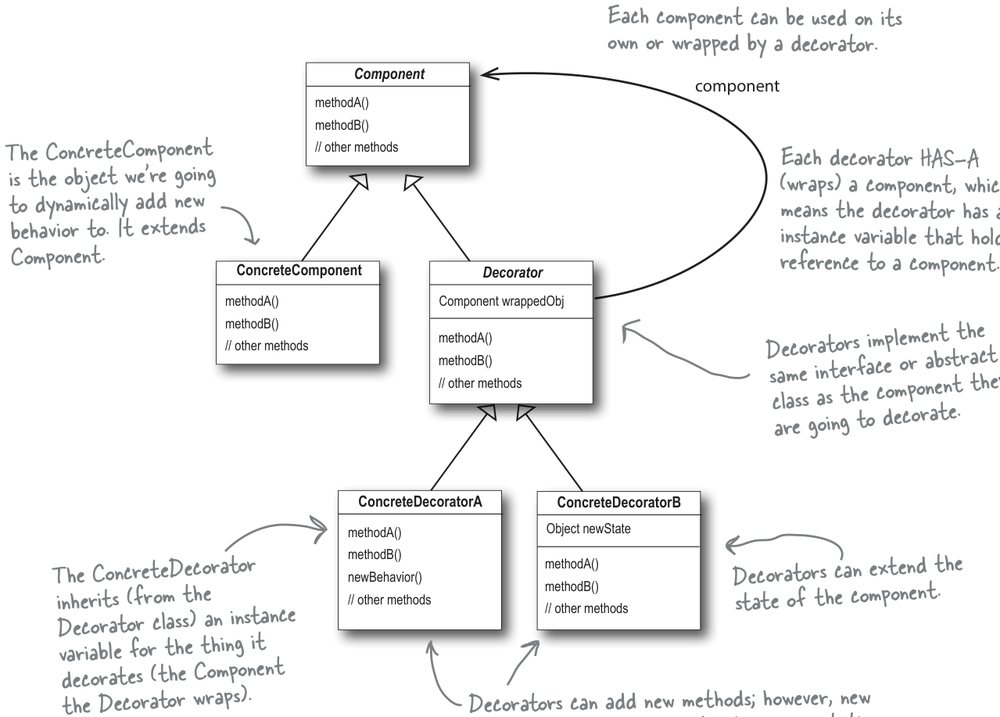 Each component can be used on its
own or wrapped by a decorator.
Component
methodA()
methodB()
// other methods
component
The ConcreteComponent
is the object we're going
to dynamically add new
behavior to. It extends
Component.
Each decorator HAS-A
(wraps) a component, which
means the decorator has a
instance variable that hold
reference to a component.
ConcreteComponent
methodA()
methodB()
// other methods
Decorator
Component wrappedObj
methodA()
methodB()
// other methods
Decorators implement the
same interface or abstract
class as the component they
are going to decorate.
ConcreteDecoratorA
methodA()
methodB()
newBehavior()
// other methods
ConcreteDecoratorB
Object newState
methodA()
methodB()
// other methods
The ConcreteDecorator
inherits (from the
Decorator class) an instance
variable for the thing it
decorates (the Component
the Decorator wraps).
Decorators can extend the
state of the component.
Decorators can add new methods; however, new